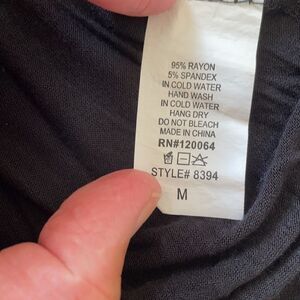 95% RAYON
5% SPANDEX
IN COLD WATER
HAND WASH
IN COLD WATER
HANG DRY
DO NOT BLEACH
MADE IN CHINA
RN#120064
STYLE# 8394
M